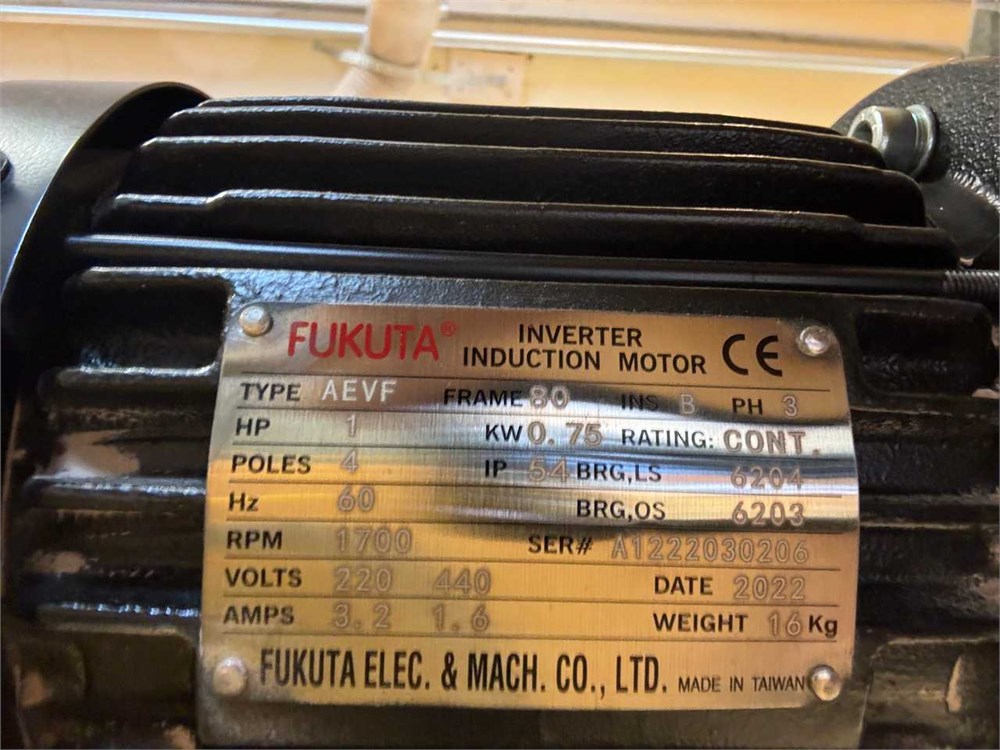 FUKUTA® INVERTER INDUCTION MOTOR CE
TYPE AEVF FRAME 80 INS B PH 3
HP 1 KW 0.75 RATING: CONT.
POLES 4 IP 54 BRG,LS 6204
Hz 60 BRG,OS 6203
RPM 1700 SER# A1222030206
VOLTS 220 440 DATE 2022
AMPS 3.2 1.6 WEIGHT 16 Kg
FUKUTA ELEC. & MACH. CO., LTD. MADE IN TAIWAN